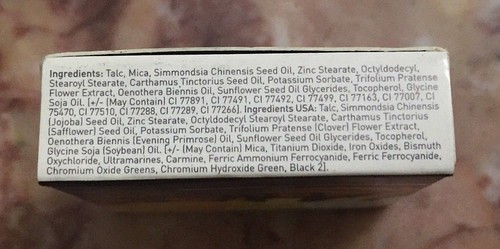 Ingredients: Talc, Mica, Simmondsia Chinensis Seed Oil, Zinc Stearate, Octyldodecyl,
Stearoyl Stearate, Carthamus Tinctorius Seed Oil, Potassium Sorbate, Trifolium Pratense
Flower Extract, Oenothera Biennis Oil, Sunflower Seed Oil Glycerides, Tocopherol, Glycine
Soja Oil. [+/- (May Contain) CI 77891, CI 77491, CI 77492, CI 77499, CI 77163, CI 77007, CI
75470, CI 77510, CI 77288, CI 77289, CI 77266]. Ingredients USA: Talc, Simmondsia Chinensis
(Jojoba) Seed Oil, Zinc Stearate, Octyldodecyl Stearoyl Stearate, Carthamus Tinctorius
(Safflower) Seed Oil, Potassium Sorbate, Trifolium Pratense (Clover) Flower Extract,
Oenothera Biennis (Evening Primrose) Oil, Sunflower Seed Oil Glycerides, Tocopherol,
Glycine Soja (Soybean) Oil. [+/- (May Contain) Mica, Titanium Dioxide, Iron Oxides, Bismuth
Oxychloride, Ultramarines, Carmine, Ferric Ammonium Ferrocyanide, Ferric Ferrocyanide,
Chromium Oxide Greens, Chromium Hydroxide Green, Black 2].